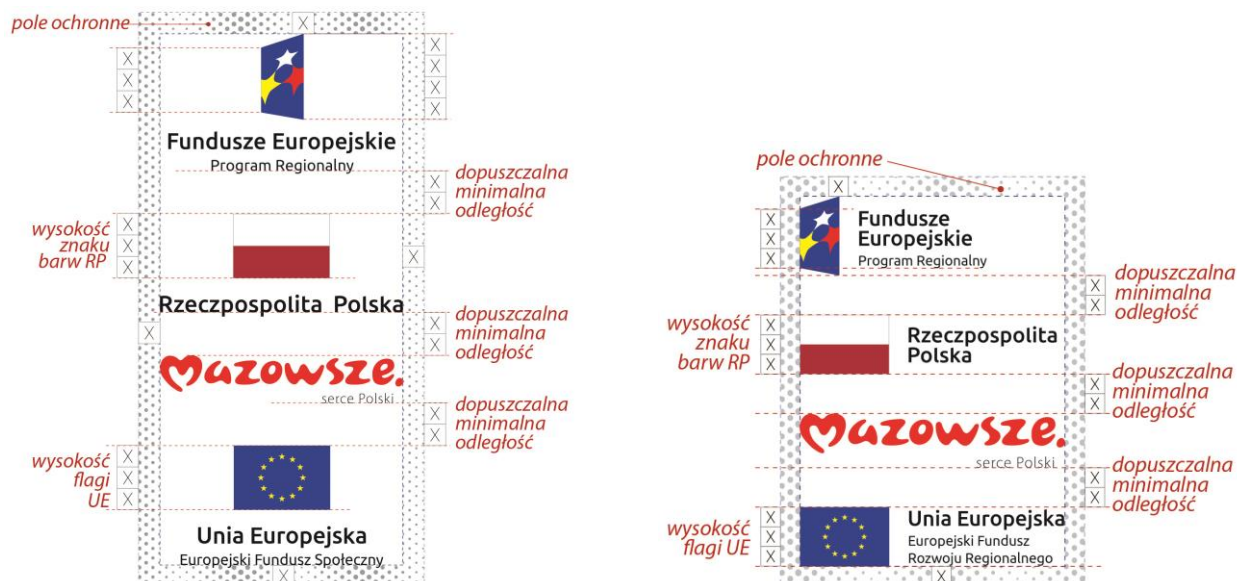 pole ochronne
X
X
X
X
X
X
X
X
Fundusze Europejskie
Program Regionalny
dopuszczalna
minimalna
odległość
X
X
wysokość
znaku
barw RP
X
X
X
X
Rzeczpospolita Polska
dopuszczalna
minimalna
odległość
X
X
X
mazowsze.
serce Polski
dopuszczalna
minimalna
odległość
X
X
wysokość
flagi
UE
X
X
X
Unia Europejska
Europejski Fundusz Społeczny
X
pole ochronne
X
X
X
X
Fundusze
Europejskie
Program Regionalny
dopuszczalna
minimalna
odległość
X
X
wysokość
znaku
barw RP
X
X
X
Rzeczpospolita
Polska
dopuszczalna
minimalna
odległość
X
X
mazowsze.
serce Polski
dopuszczalna
minimalna
odległość
X
X
wysokość
flagi UE
X
X
X
Unia Europejska
Europejski Fundusz
Rozwoju Regionalnego
X